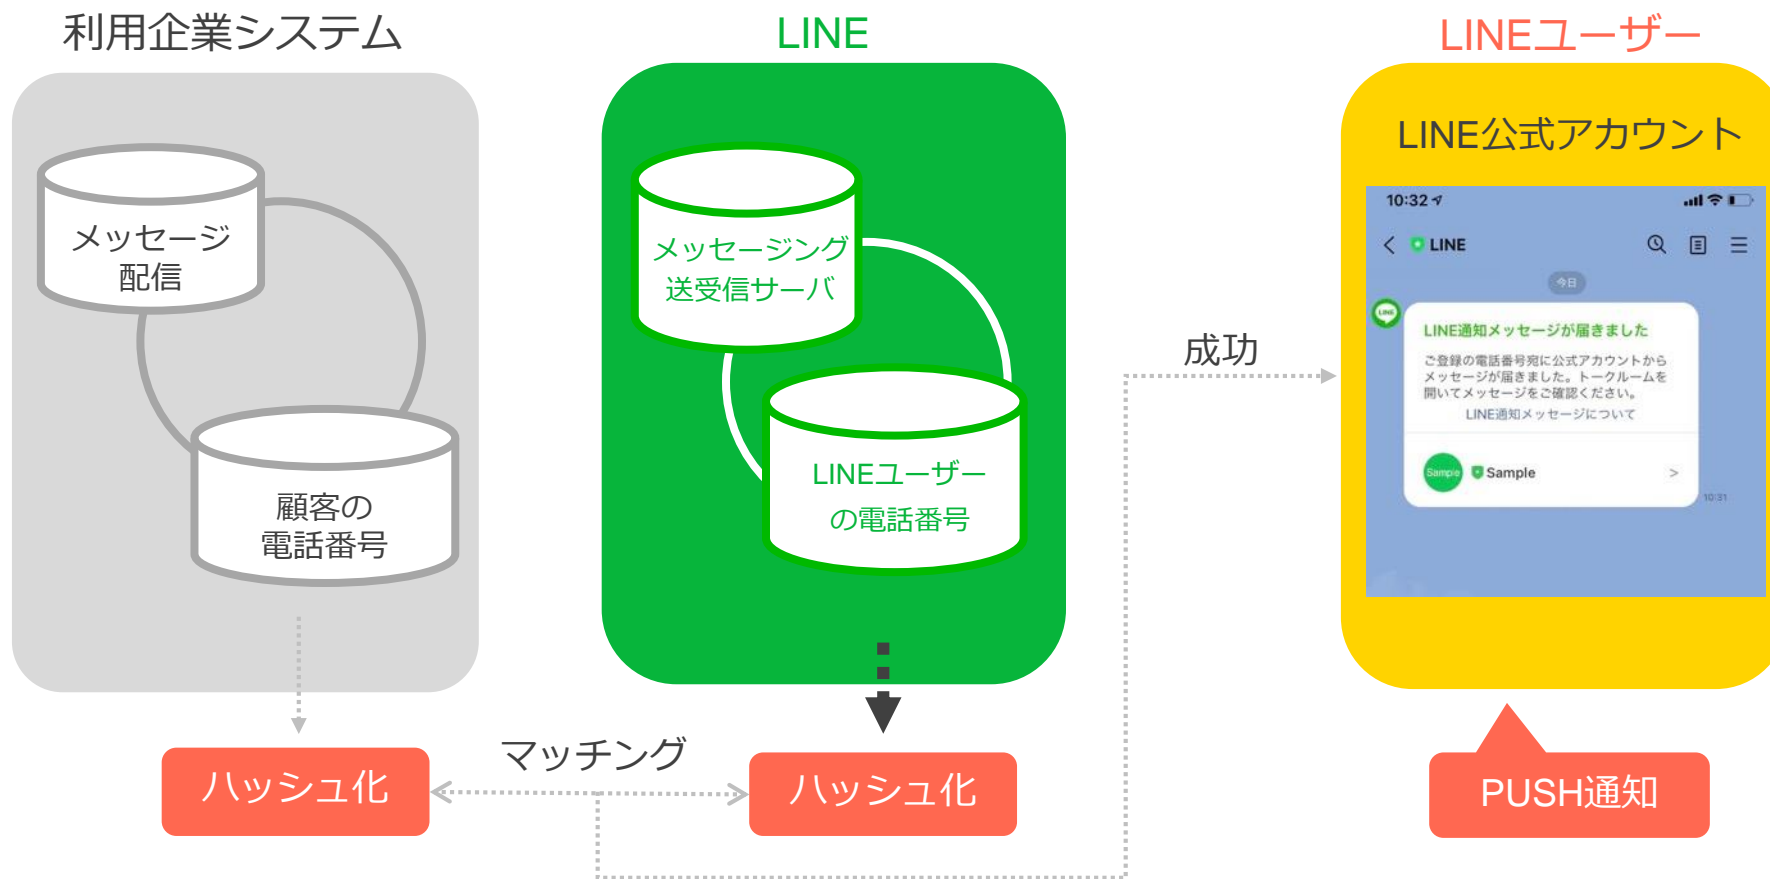 利用企業システム
メッセージ
配信
顧客の
電話番号
ハッシュ化
マッチング
LINE
メッセージング
送受信サーバ
LINEユーザー
の電話番号
ハッシュ化
成功
LINEユーザー
LINE公式アカウント
10:32
LINE
今日
LINE
LINE通知メッセージが届きました
ご登録の電話番号宛に公式アカウントから
メッセージが届きました。トークルームを
開いてメッセージをご確認ください。
LINE通知メッセージについて
Sample
Sample
10:31
PUSH通知